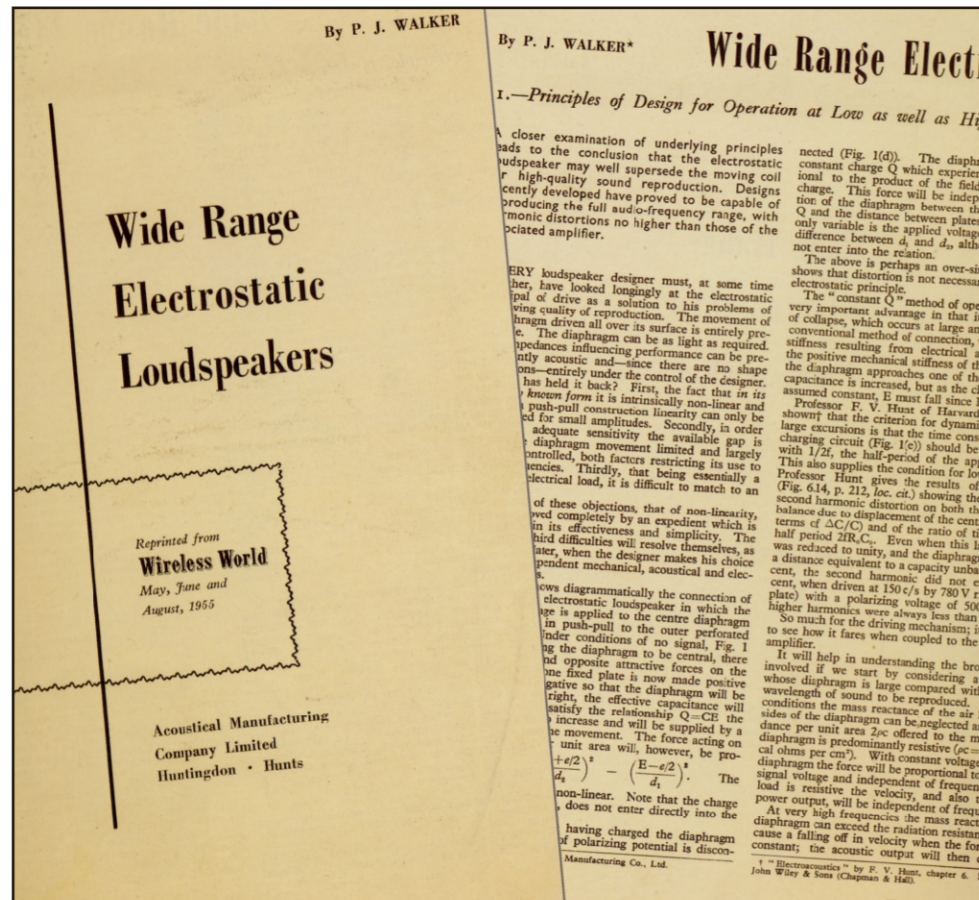 By P. J. WALKER
Wide Range
Electrostatic
Loudspeakers
Reprinted from
Wireless World
May, June and
August, 1955
Acoustical Manufacturing
Company Limited
Huntingdon · Hunts
By P. J. WALKER*
Wide Range Elect
1.—Principles of Design for Operation at Low as well as Hi
A closer examination of underlying principles
eads to the conclusion that the electrostatic
oudspeaker may well supersede the moving coil
r high-quality sound reproduction. Designs
cently developed have proved to be capable of
producing the full audio-frequency range, with
rmonic distortions no higher than those of the
ociated amplifier.
ERY loudspeaker designer must, at some time
her, have looked longingly at the electrostatic
pal of drive as a solution to his problems of
ving quality of reproduction. The movement of
hragm driven all over its surface is entirely pre-
e. The diaphragm can be as light as required.
mpedances influencing performance can be pre-
ntly acoustic and—since there are no shape
ons—entirely under the control of the designer.
has held it back? First, the fact that in its
known form it is intrinsically non-linear and
push-pull construction linearity can only be
ed for small amplitudes. Secondly, in order
adequate sensitivity the available gap is
diaphragm movement limited and largely
ontrolled, both factors restricting its use to
uencies. Thirdly, that being essentially a
electrical load, it is difficult to match to an
of these objections, that of non-linearity,
ved completely by an expedient which is
in its effectiveness and simplicity. The
hird difficulties will resolve themselves, as
ater, when the designer makes his choice
pendent mechanical, acoustical and elec-
s.
ows diagrammatically the connection of
electrostatic loudspeaker in which the
ge is applied to the centre diaphragm
in push-pull to the outer perforated
Under conditions of no signal, Fig. 1
ng the diaphragm to be central, there
nd opposite attractive forces on the
one fixed plate is now made positive
gative so that the diaphragm will be
right, the effective capacitance will
satisfy the relationship Q=CE the
increase and will be supplied by a
he movement. The force acting on
unit area will, however, be pro-
+e/2)² − (E−e/2)². The
d₂ d₁
non-linear. Note that the charge
, does not enter directly into the
having charged the diaphragm
of polarizing potential is discon-
Manufacturing Co., Ltd.
nected (Fig. 1(d)). The diaphr
constant charge Q which experien
ional to the product of the field
charge. This force will be indep
tion of the diaphragm between th
Q and the distance between plates
only variable is the applied voltag
difference between d₁ and d₂, altho
not enter into the relation.
The above is perhaps an over-si
shows that distortion is not necessar
electrostatic principle.
The "constant Q" method of ope
very important advantage in that i
of collapse, which occurs at large am
conventional method of connection,
stiffness resulting from electrical
the positive mechanical stiffness of th
the diaphragm approaches one of th
capacitance is increased, but as the ch
assumed constant, E must fall since
Professor F. V. Hunt of Harvar
shown† that the criterion for dynami
large excursions is that the time con
charging circuit (Fig. 1(e)) should be
with 1/2f, the half-period of the app
This also supplies the condition for lo
Professor Hunt gives the results of
(Fig. 6.14, p. 212, loc. cit.) showing th
second harmonic distortion on both th
balance due to displacement of the cen
terms of ΔC/C) and of the ratio of ti
half period 2fRₒCₒ. Even when this
was reduced to unity, and the diaphrag
a distance equivalent to a capacity unba
cent, the second harmonic did not
cent, when driven at 150 c/s by 780 V r
plate) with a polarizing voltage of 500
higher harmonics were always less than
So much for the driving mechanism; i
to see how it fares when coupled to the
amplifier.
It will help in understanding the bro
involved if we start by considering a
whose diaphragm is large compared with
wavelength of sound to be reproduced.
conditions the mass reactance of the air
sides of the diaphragm can be neglected a
dance per unit area 2ρc offered to the m
diaphragm is predominantly resistive (ρc=
cal ohms per cm²). With constant voltage
diaphragm the force will be proportional to
signal voltage and independent of frequen
load is resistive the velocity, and also t
power output, will be independent of frequ
At very high frequencies the mass react
diaphragm can exceed the radiation resistan
cause a falling off in velocity when the for
constant; the acoustic output will then
† "Electroacoustics" by F. V. Hunt, chapter 6.
John Wiley & Sons (Chapman & Hall).